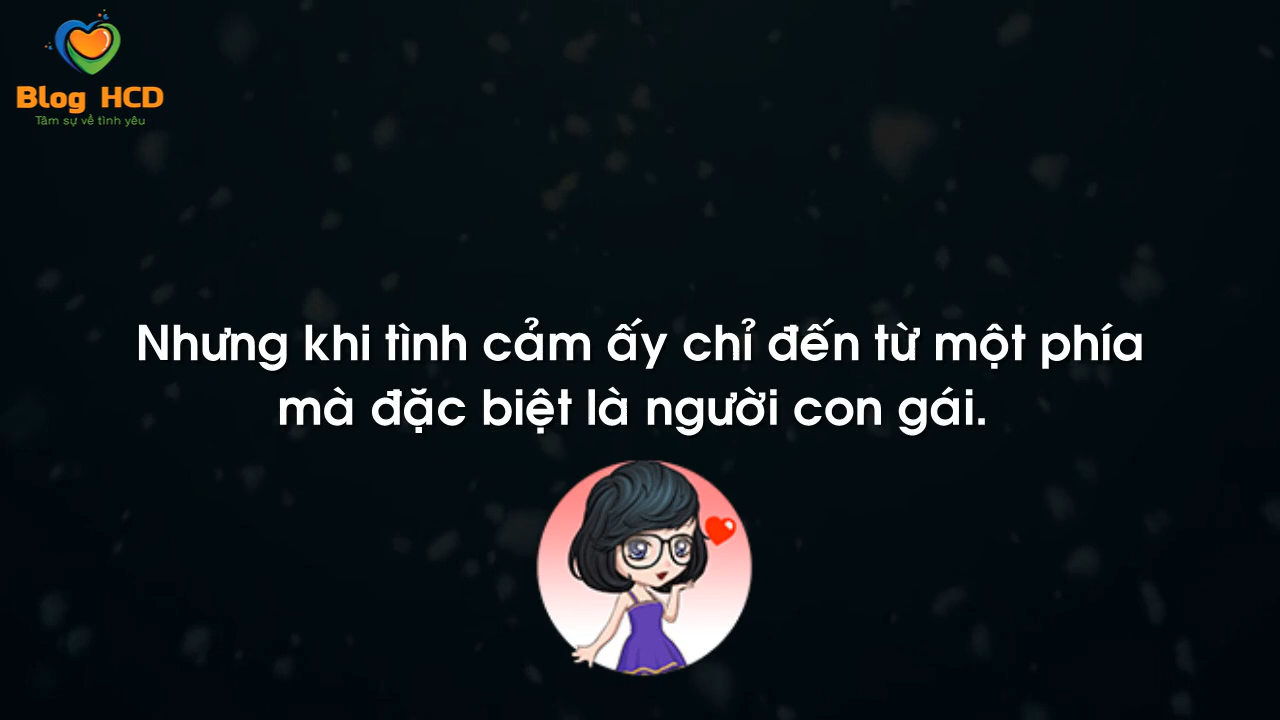 Blog HCD
Tâm sự về tình yêu
Nhưng khi tình cảm ấy chỉ đến từ một phía
mà đặc biệt là người con gái.